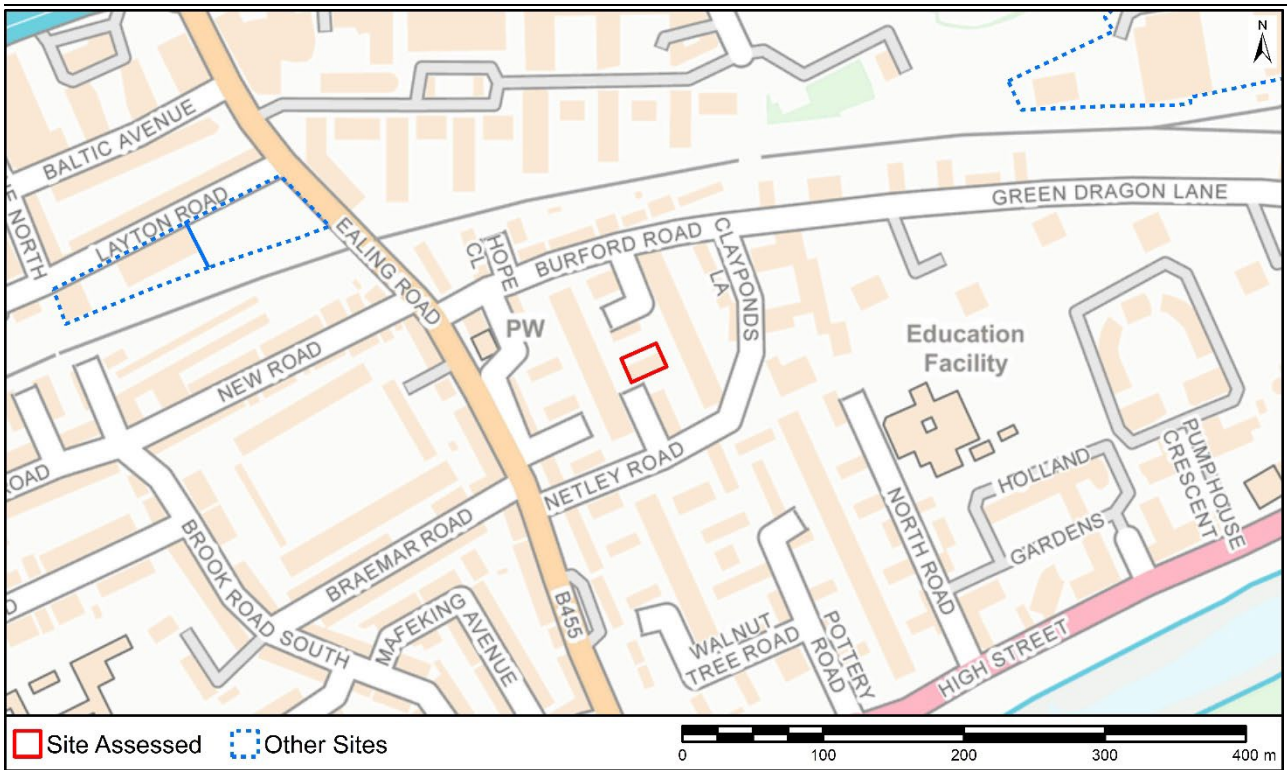 N
BALTIC AVENUE
LAYTON ROAD
EALING ROAD
HOPE
CL
BURFORD ROAD
CLAYPONDS
LA
GREEN DRAGON LANE
PW
NEW ROAD
Education
Facility
NETLEY ROAD
BRAEMAR ROAD
BROOK ROAD SOUTH
MAFEKING
AVENUE
B455
WALNUT
TREE ROAD
POTTERY
ROAD
NORTH ROAD
HOLLAND
GARDENS
PUMPHOUSE
CRESCENT
HIGH STREET
ROAD
E NORTH
Site Assessed
Other Sites
0
100
200
300
400 m